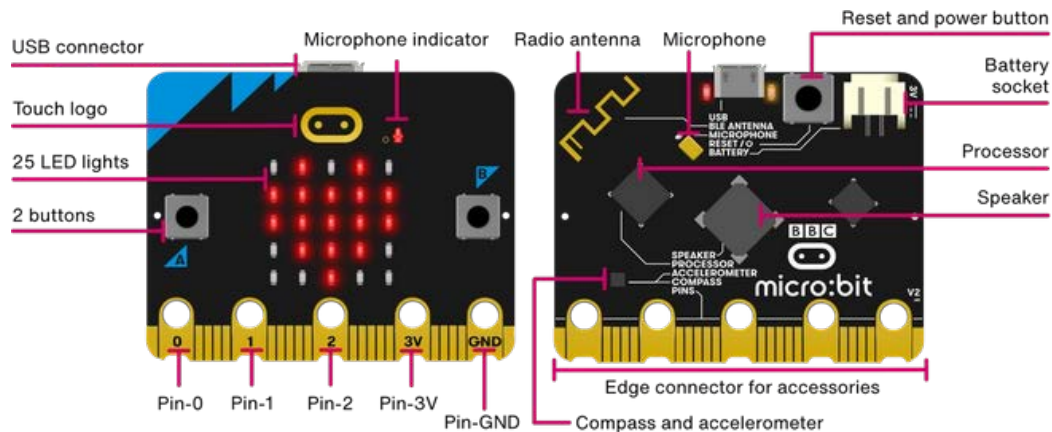 USB connector
Microphone indicator
Touch logo
25 LED lights
2 buttons
A
B
0
1
2
3V
GND
Pin-0
Pin-1
Pin-2
Pin-3V
Pin-GND
Radio antenna
Microphone
Reset and power button
Battery
socket
Processor
Speaker
3V
USB
BLE ANTENNA
MICROPHONE
RESET /
BATTERY
SPEAKER
PROCESSOR
ACCELEROMETER
COMPASS
PINS
BBC
micro:bit
V2
Edge connector for accessories
Compass and accelerometer